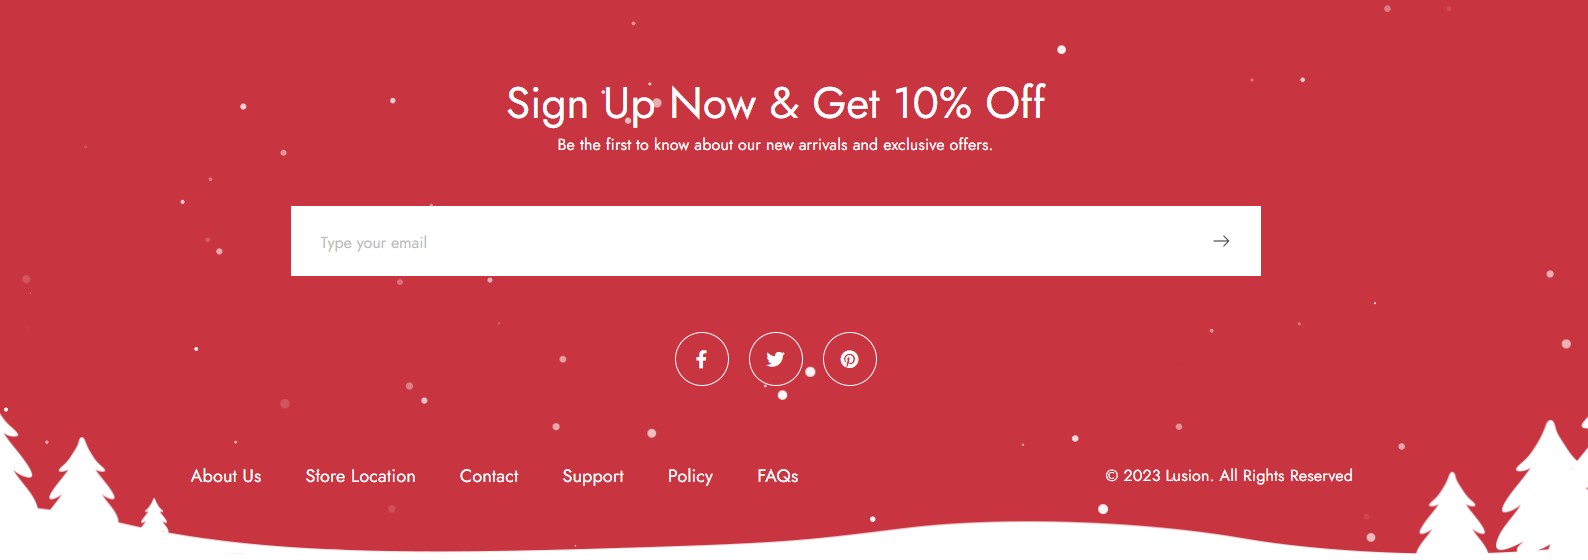 Sign Up Now & Get 10% Off
Be the first to know about our new arrivals and exclusive offers.
Type your email
About Us Store Location Contact Support Policy FAQs © 2023 Lusion. All Rights Reserved